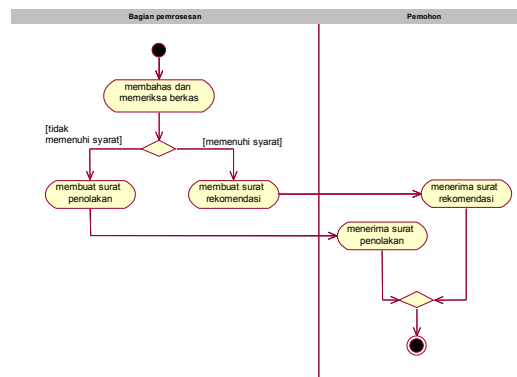 Bagian pemrosesan
Pemohon
membahas dan
memeriksa berkas
[tidak
memenuhi syarat]
[memenuhi syarat]
membuat surat
penolakan
membuat surat
rekomendasi
menerima surat
rekomendasi
menerima surat
penolakan